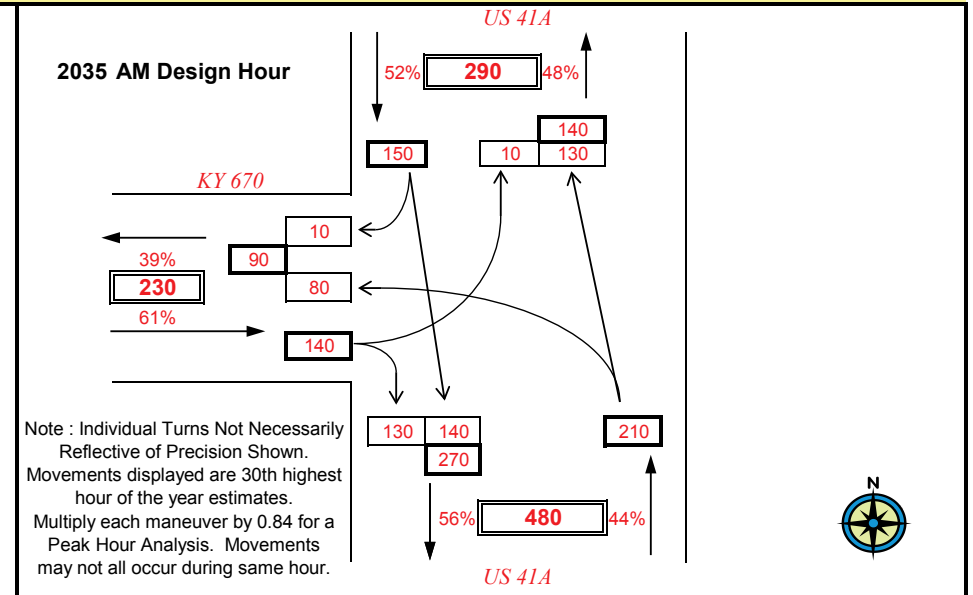 US 41A
2035 AM Design Hour
52% 290 48%
140
150 10 130
KY 670
10
39% 90
230 80
61%
140
130 140 210
270
Note : Individual Turns Not Necessarily
Reflective of Precision Shown.
Movements displayed are 30th highest
hour of the year estimates.
Multiply each maneuver by 0.84 for a
Peak Hour Analysis. Movements
may not all occur during same hour.
N
56% 480 44%
US 41A